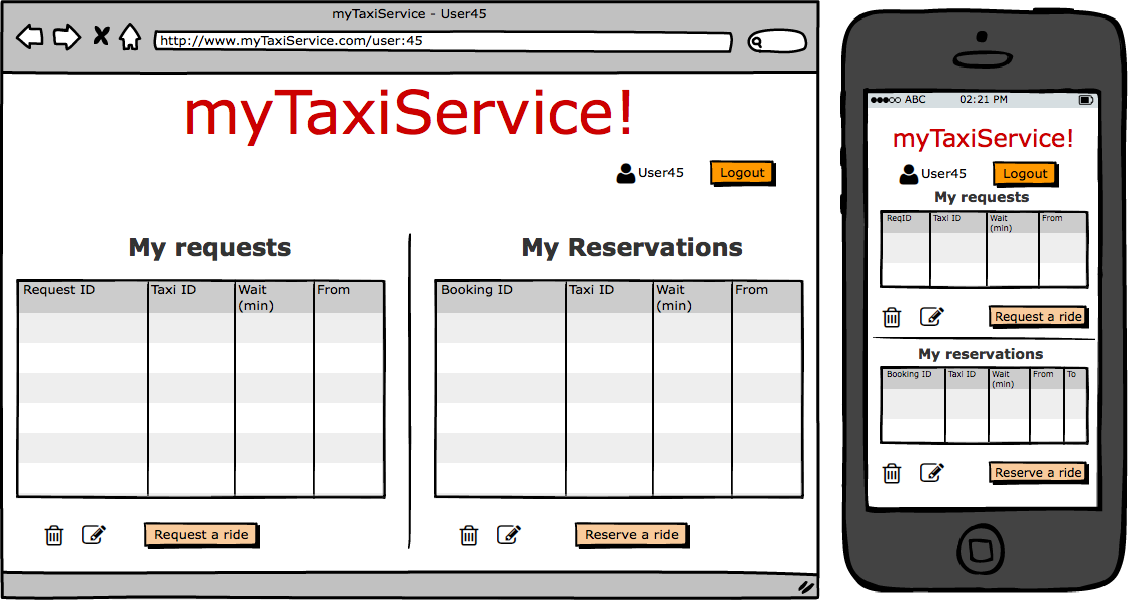 myTaxiService - User45
http://www.myTaxiService.com/user:45
myTaxiService!
User45
Logout
My requests
Request ID Taxi ID Wait (min) From
Request a ride
My Reservations
Booking ID Taxi ID Wait (min) From
Reserve a ride
ABC 02:21 PM
myTaxiService!
User45
Logout
My requests
ReqID Taxi ID Wait (min) From
Request a ride
My reservations
Booking ID Taxi ID Wait (min) From To
Reserve a ride